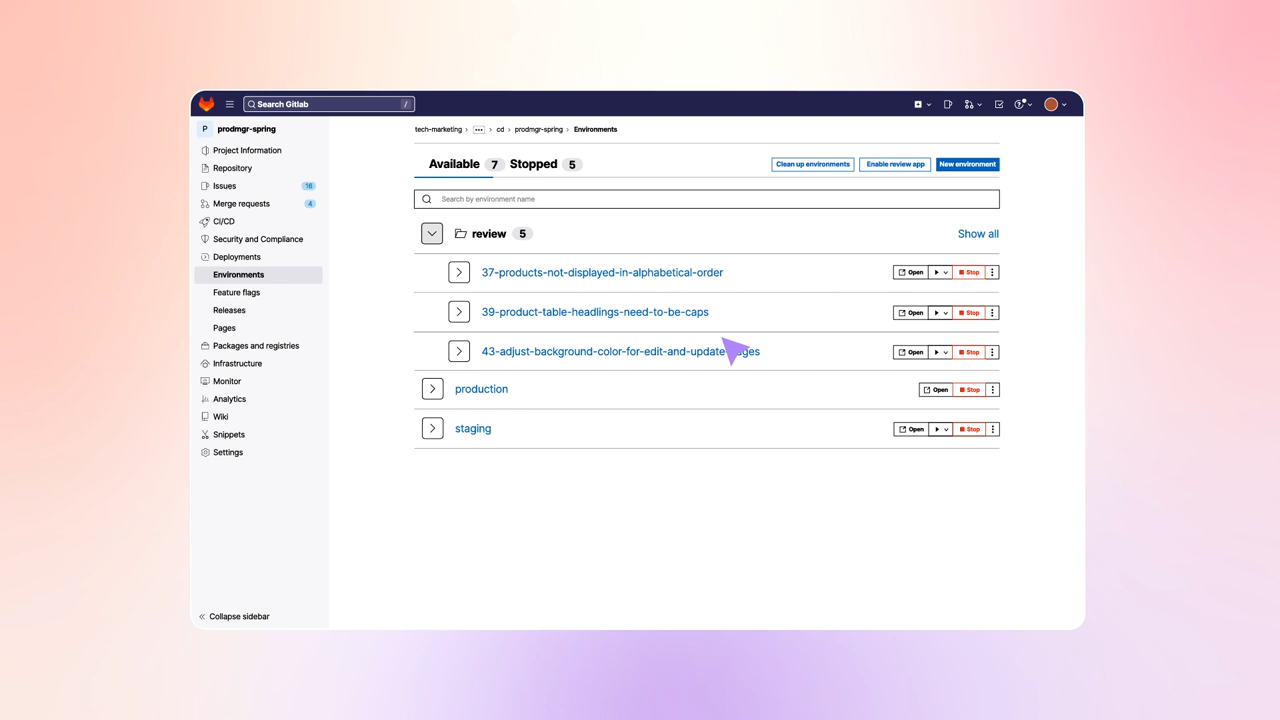 Search Gitlab /
P prodmgr-spring
Project Information
Repository
Issues 16
Merge requests 4
CI/CD
Security and Compliance
Deployments
Environments
Feature flags
Releases
Pages
Packages and registries
Infrastructure
Monitor
Analytics
Wiki
Snippets
Settings
Collapse sidebar
tech-marketing › ••• › cd › prodmgr-spring › Environments
Available 7 Stopped 5
Clean up environments Enable review app New environment
Search by environment name
review 5 Show all
37-products-not-displayed-in-alphabetical-order Open Stop
39-product-table-headlings-need-to-be-caps Open Stop
43-adjust-background-color-for-edit-and-update Open Stop
production Open Stop
staging Open Stop